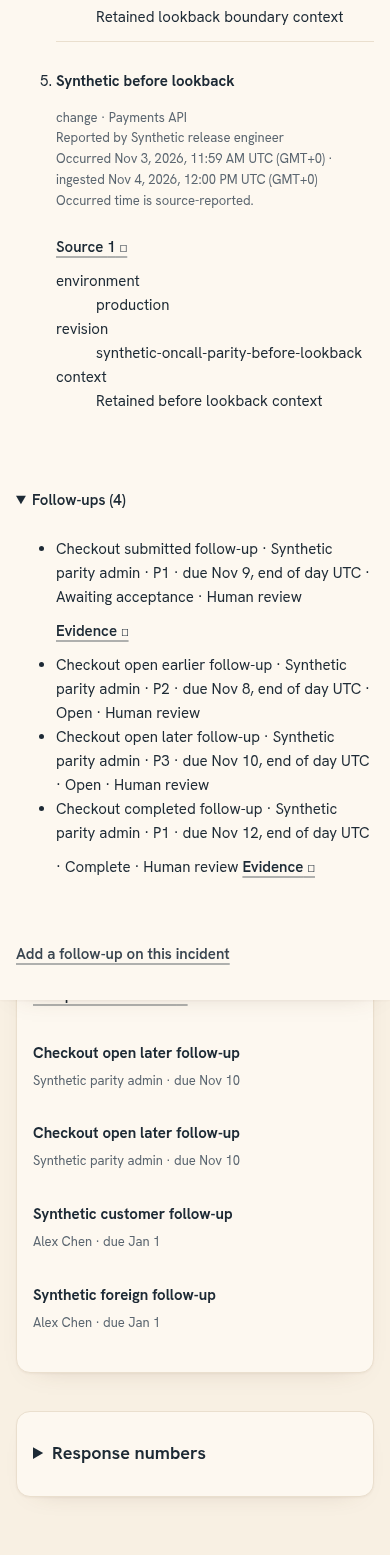 Retained lookback boundary context
5. Synthetic before lookback
change · Payments API
Reported by Synthetic release engineer
Occurred Nov 3, 2026, 11:59 AM UTC (GMT+0) ·
ingested Nov 4, 2026, 12:00 PM UTC (GMT+0)
Occurred time is source-reported.
Source 1
environment
production
revision
synthetic-oncall-parity-before-lookback
context
Retained before lookback context
▼ Follow-ups (4)
• Checkout submitted follow-up · Synthetic
parity admin · P1 · due Nov 9, end of day UTC ·
Awaiting acceptance · Human review
Evidence
• Checkout open earlier follow-up · Synthetic
parity admin · P2 · due Nov 8, end of day UTC ·
Open · Human review
• Checkout open later follow-up · Synthetic
parity admin · P3 · due Nov 10, end of day UTC
· Open · Human review
• Checkout completed follow-up · Synthetic
parity admin · P1 · due Nov 12, end of day UTC
· Complete · Human review Evidence
Add a follow-up on this incident
Checkout open later follow-up
Synthetic parity admin · due Nov 10
Checkout open later follow-up
Synthetic parity admin · due Nov 10
Synthetic customer follow-up
Alex Chen · due Jan 1
Synthetic foreign follow-up
Alex Chen · due Jan 1
▶ Response numbers